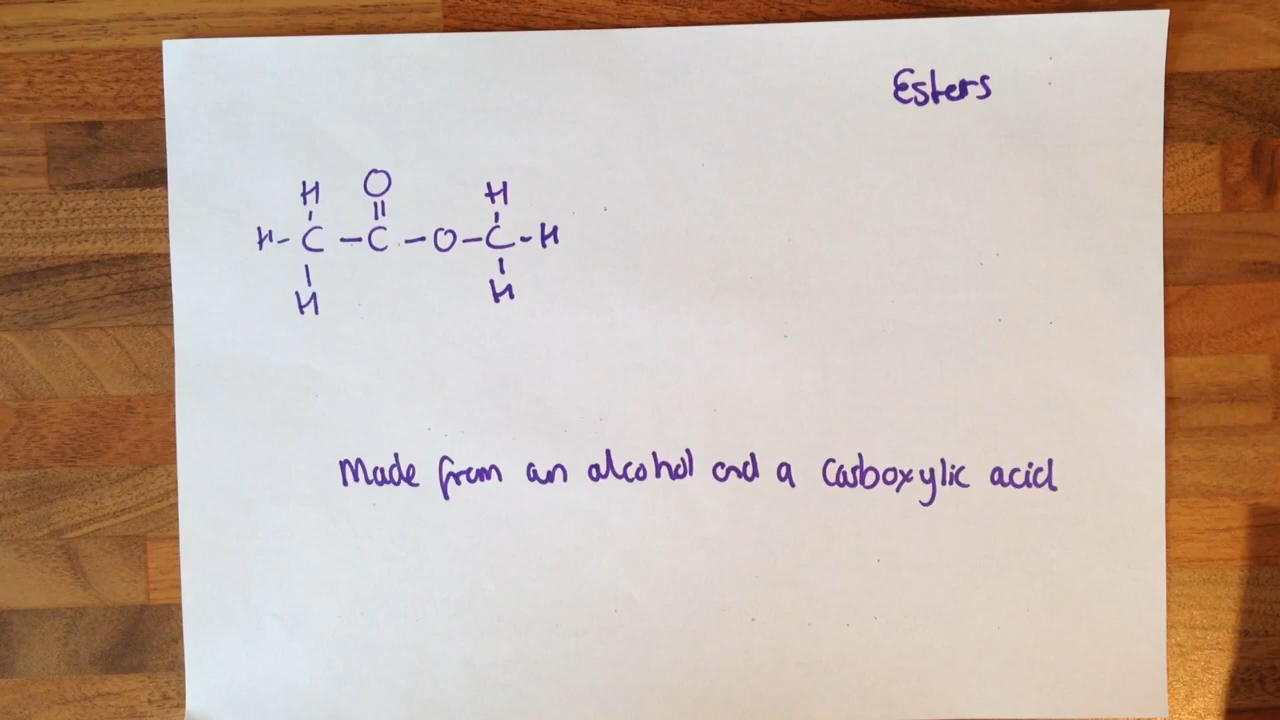 Esters
H O H
H-C-C-O-C-H
H H
Made from an alcohol and a carboxylic acid